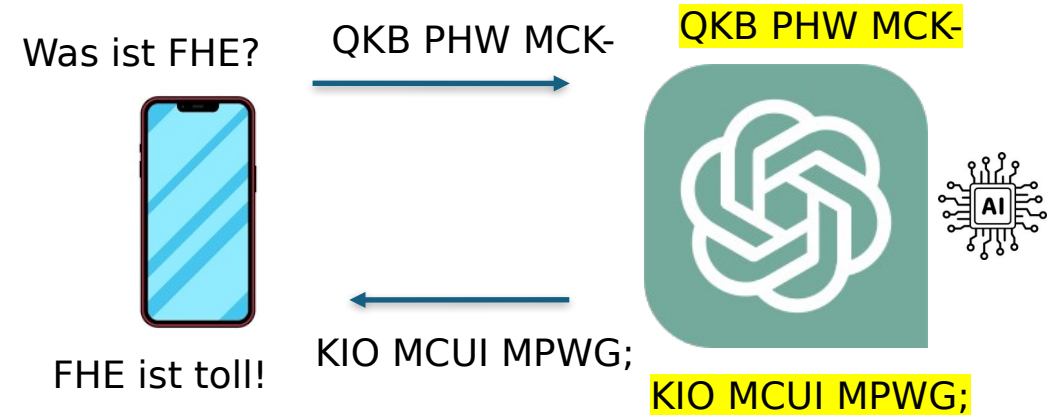 Was ist FHE?
QKB PHW MCK-
QKB PHW MCK-
AI
FHE ist toll!
KIO MCUI MPWG;
KIO MCUI MPWG;